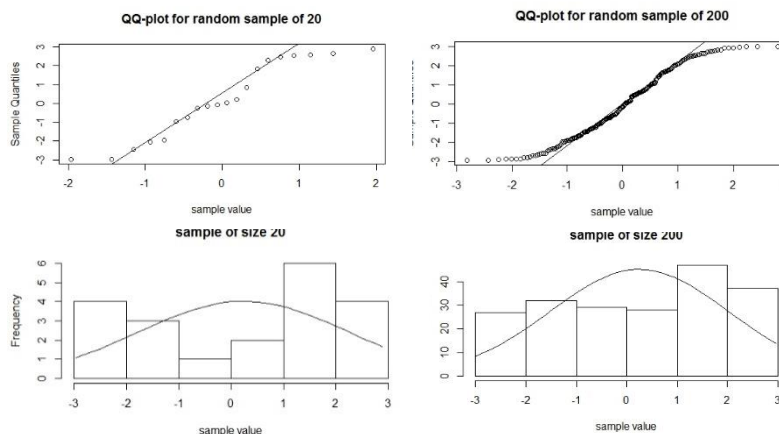 QQ-plot for random sample of 20
Sample Quantiles
3
2
1
0
-1
-2
-3
-2 -1 0 1 2
sample value
QQ-plot for random sample of 200
3
2
1
0
-1
-2
-3
-3 -2 -1 0 1 2
sample value
sample of size 20
Frequency
6
5
4
3
2
1
0
-3 -2 -1 0 1 2 3
sample value
sample of size 200
40
30
20
10
0
-3 -2 -1 0 1 2 3
sample value